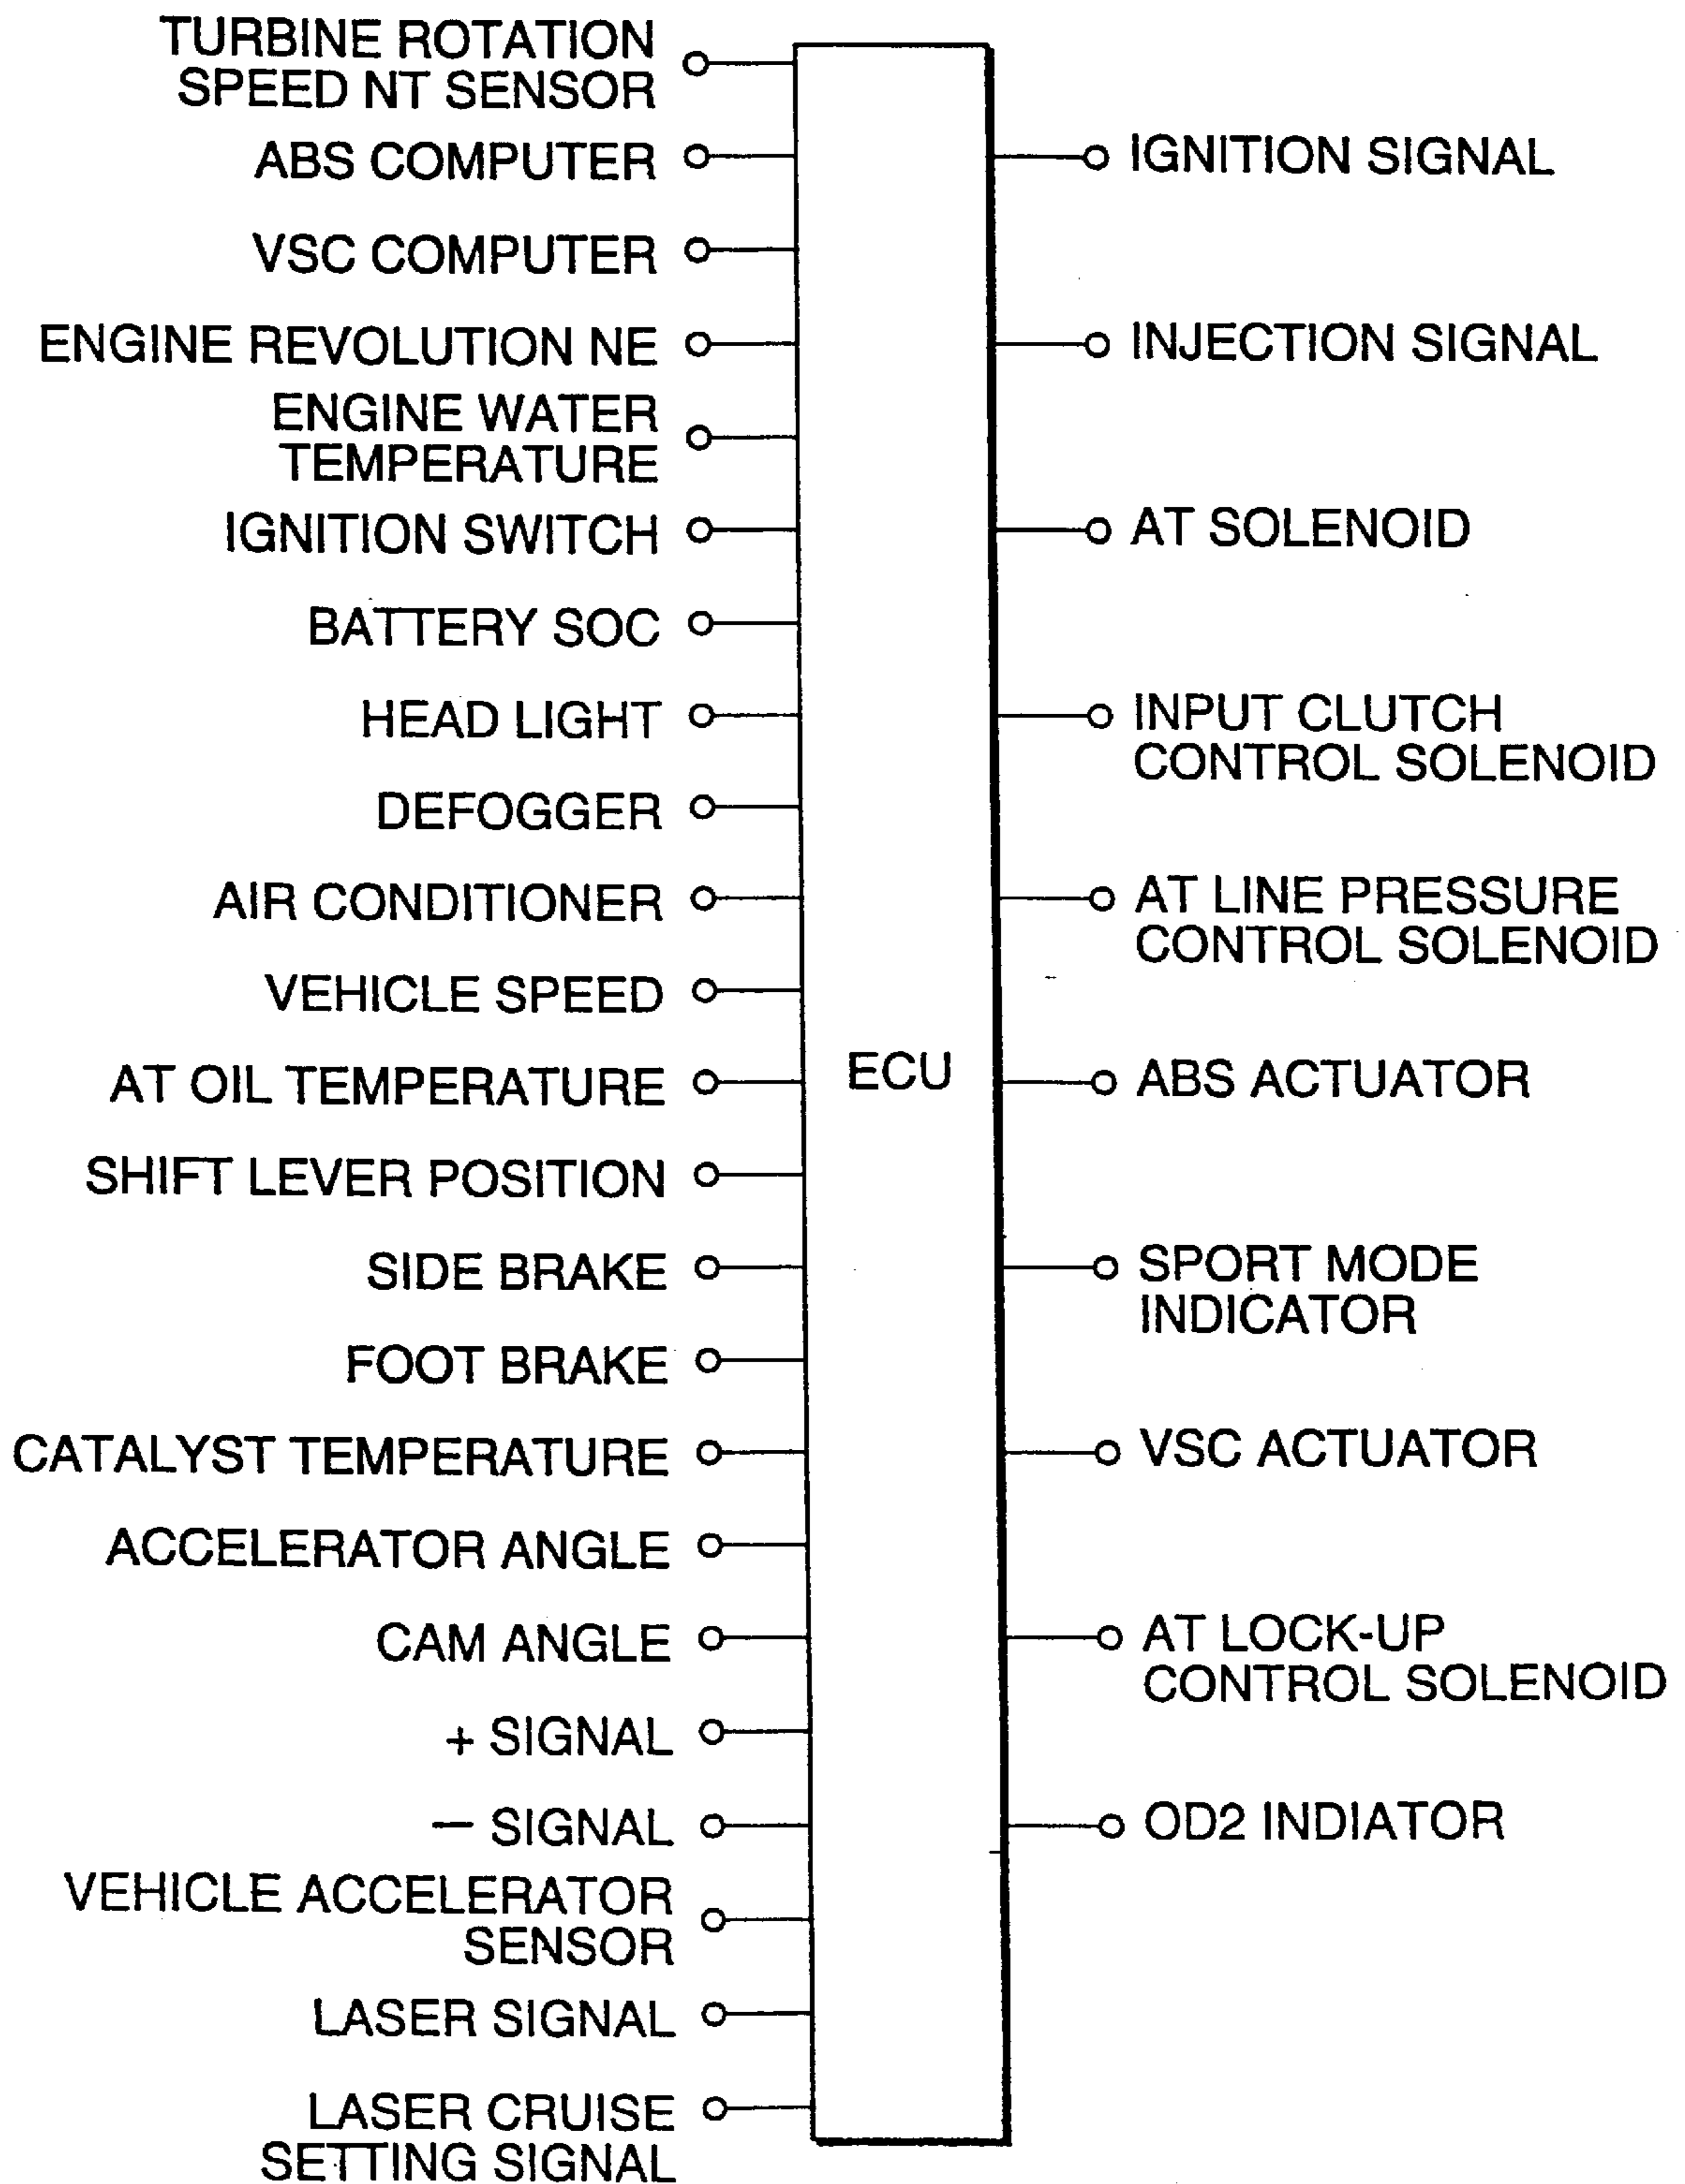 TURBINE ROTATION
SPEED NT SENSOR
ABS COMPUTER
VSC COMPUTER
ENGINE REVOLUTION NE
ENGINE WATER
TEMPERATURE
IGNITION SWITCH
BATTERY SOC
HEAD LIGHT
DEFOGGER
AIR CONDITIONER
VEHICLE SPEED
AT OIL TEMPERATURE
SHIFT LEVER POSITION
SIDE BRAKE
FOOT BRAKE
CATALYST TEMPERATURE
ACCELERATOR ANGLE
CAM ANGLE
+ SIGNAL
— SIGNAL
VEHICLE ACCELERATOR
SENSOR
LASER SIGNAL
LASER CRUISE
SETTING SIGNAL
ECU
IGNITION SIGNAL
INJECTION SIGNAL
AT SOLENOID
INPUT CLUTCH
CONTROL SOLENOID
AT LINE PRESSURE
CONTROL SOLENOID
ABS ACTUATOR
SPORT MODE
INDICATOR
VSC ACTUATOR
AT LOCK-UP
CONTROL SOLENOID
OD2 INDIATOR